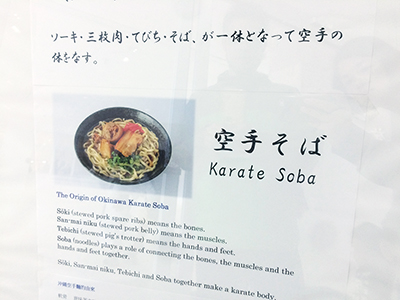 ソーキ・三枚肉・てびち・そば、が一体となって空手の
体をなす。
空手そば
Karate Soba
The Origin of Okinawa Karate Soba
Sōki (stewed pork spare ribs) means the bones.
San-mai niku (stewed pork belly) means the muscles.
Tebichi (stewed pig's trotter) means the hands and feet.
Soba (noodles) plays a role of connecting the bones, the muscles and the
hands and feet together.
Sōki, San-mai niku, Tebichi and Soba together make a karate body.